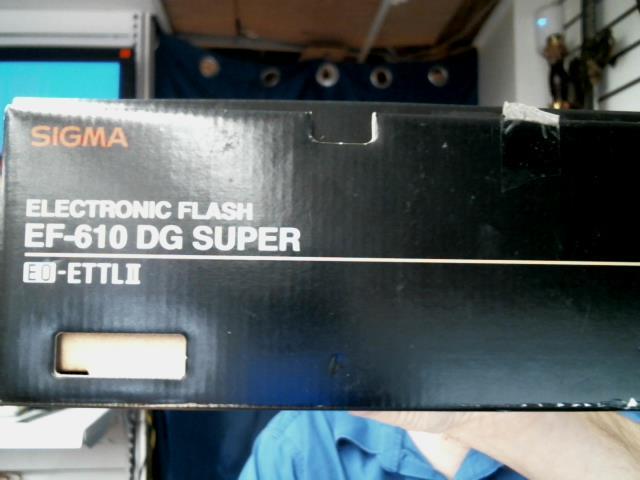 SIGMA
ELECTRONIC FLASH
EF-610 DG SUPER
EO-ETTLII